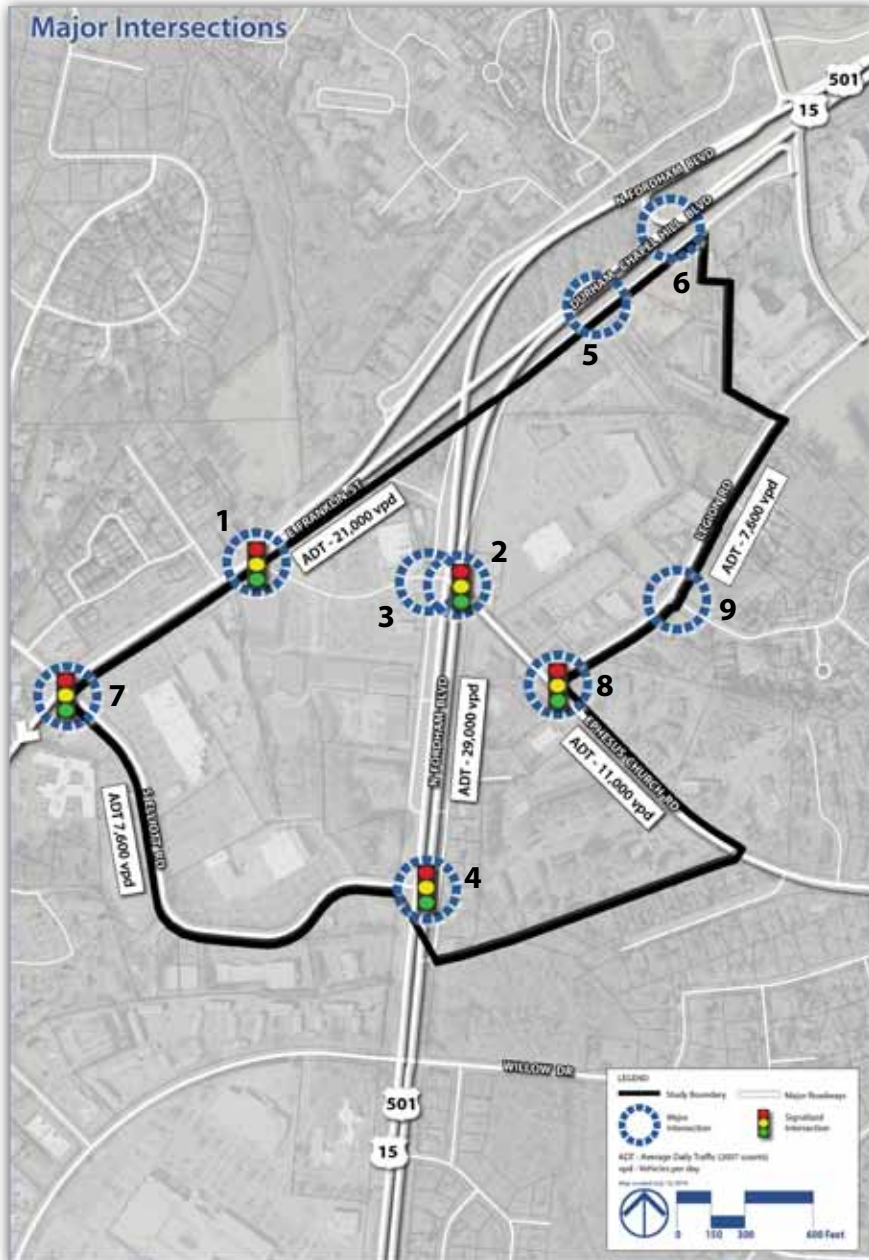 Major Intersections
501
15
N FORDHAM BLVD
DURHAM_CHAPEL HILL BLVD
6
5
1
E FRANKLIN ST
ADT - 21,000 vpd
LEGION RD
ADT - 7,600 vpd
2
3
9
7
8
N FORDHAM BLVD
ADT - 29,000 vpd
EPHESUS CHURCH RD
ADT - 11,000 vpd
S ELLIOTT RD
ADT 7,600 vpd
4
WILLOW DR
501
15
LEGEND
Study Boundary
Major Roadways
Major
Intersection
Signalized
Intersection
ADT - Average Daily Traffic (2007 counts)
vpd - Vehicles per day
0 150 300 600 Feet